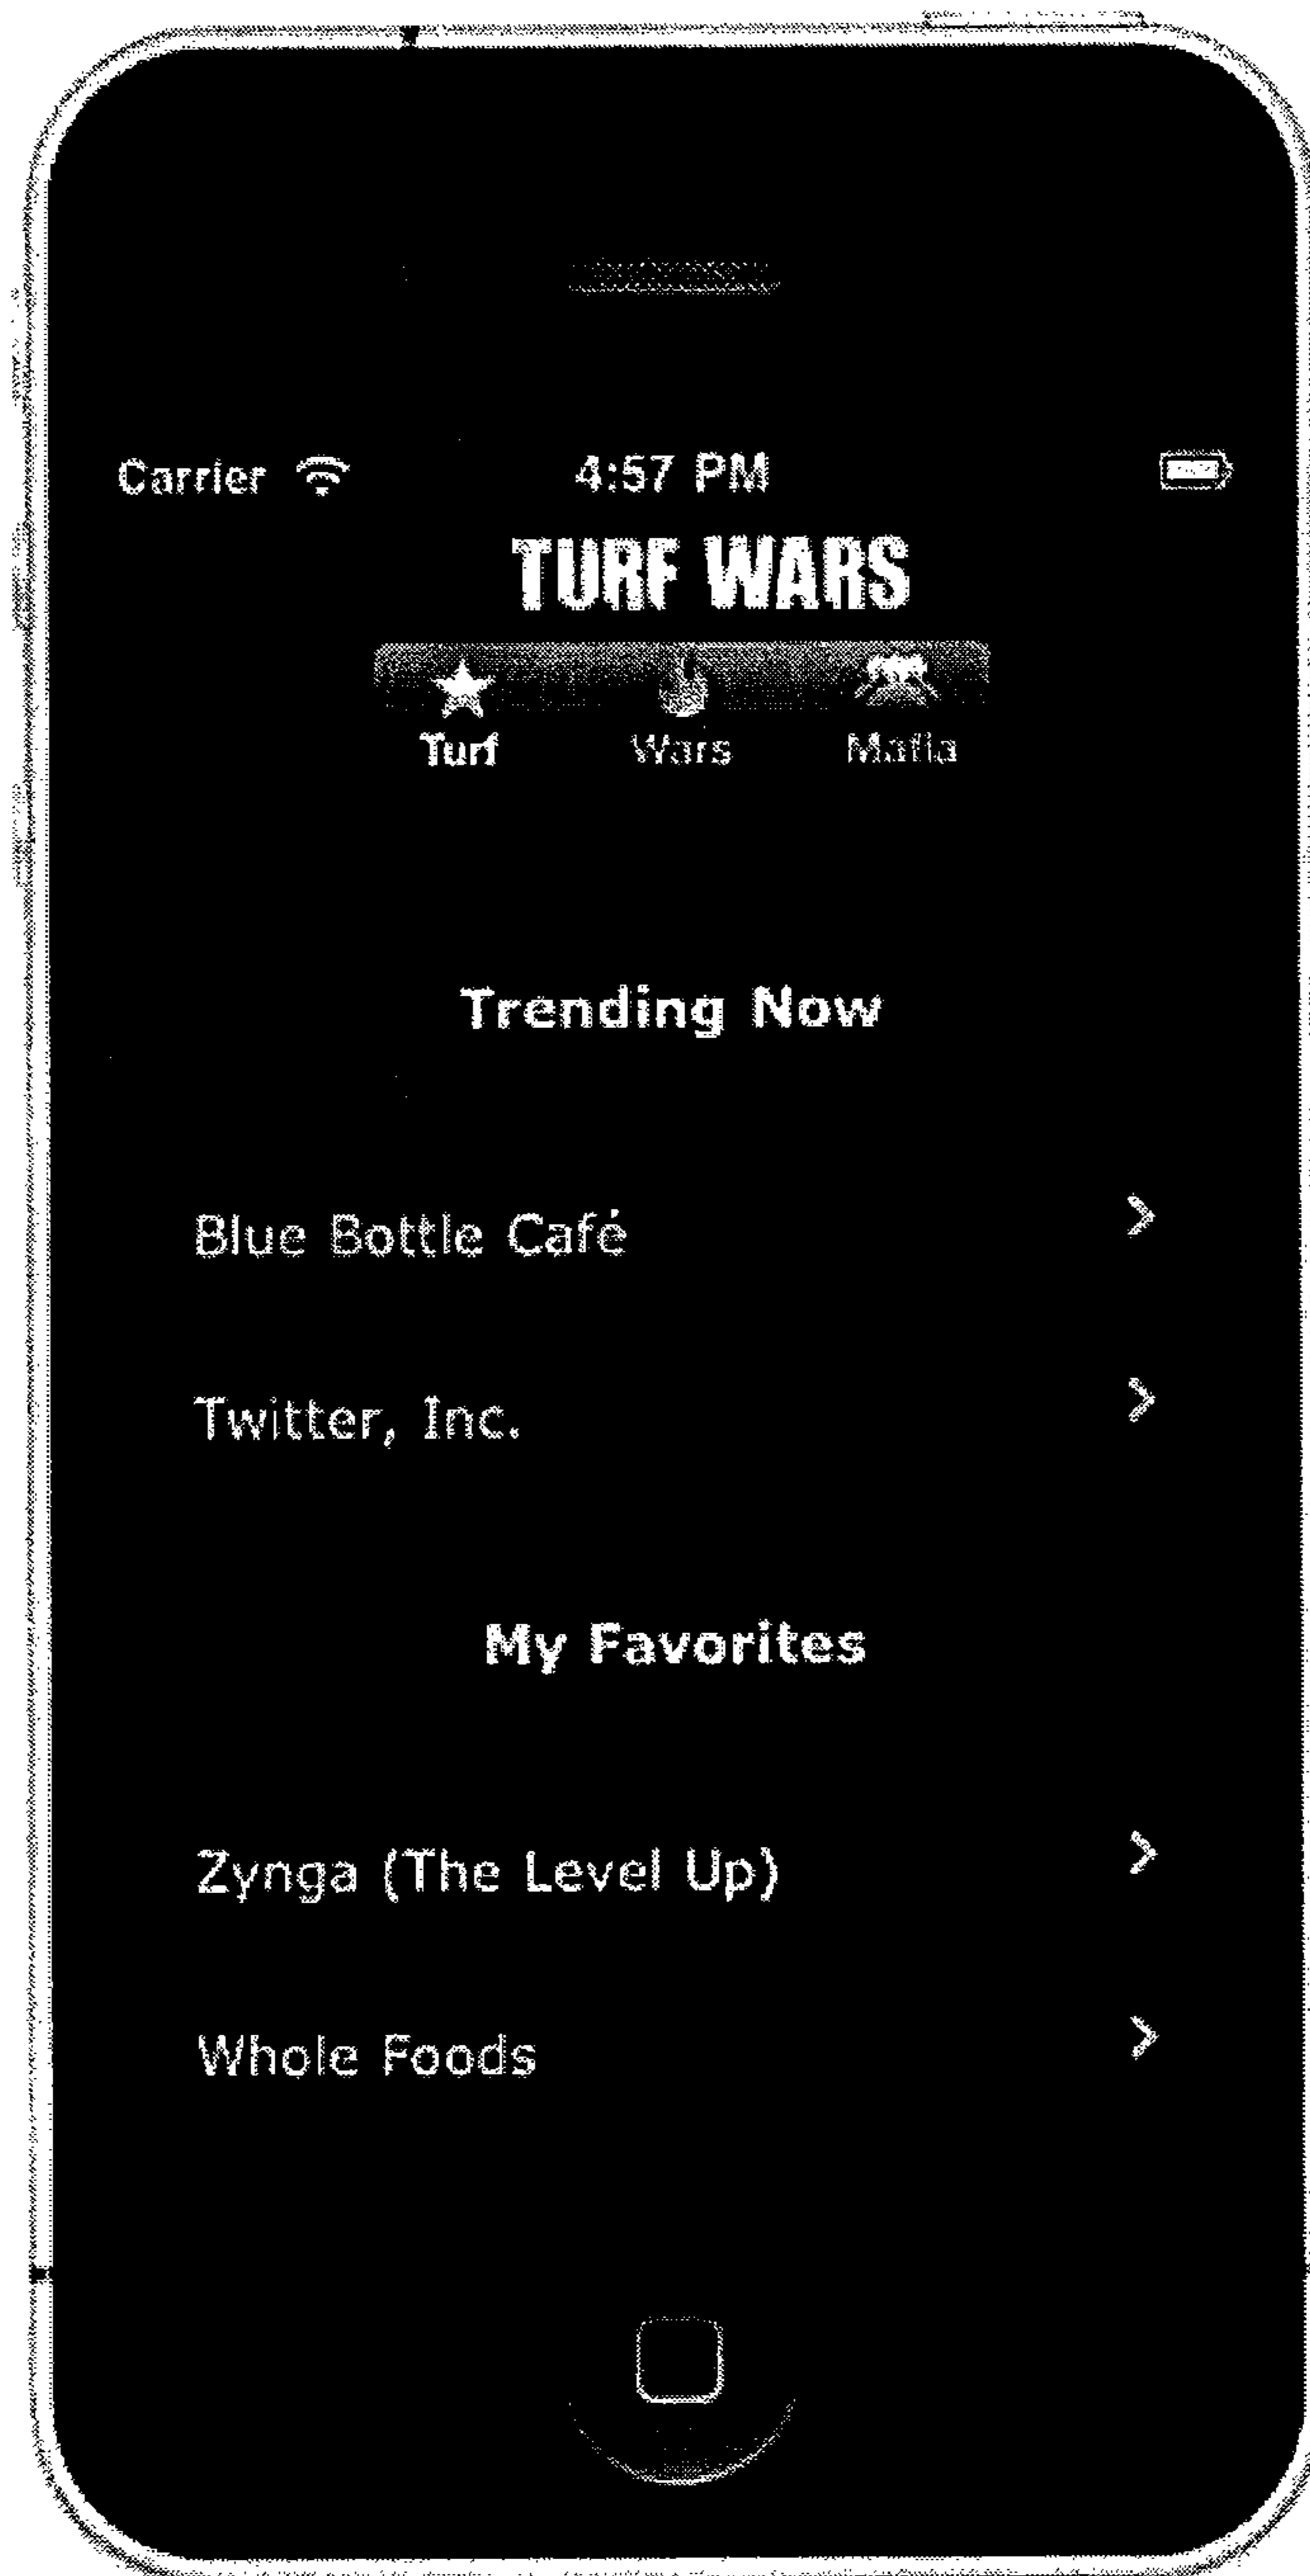 Carrier 4:57 PM
TURF WARS
Turf Wars Mafia
Trending Now
Blue Bottle Café
Twitter, Inc.
My Favorites
Zynga (The Level Up)
Whole Foods